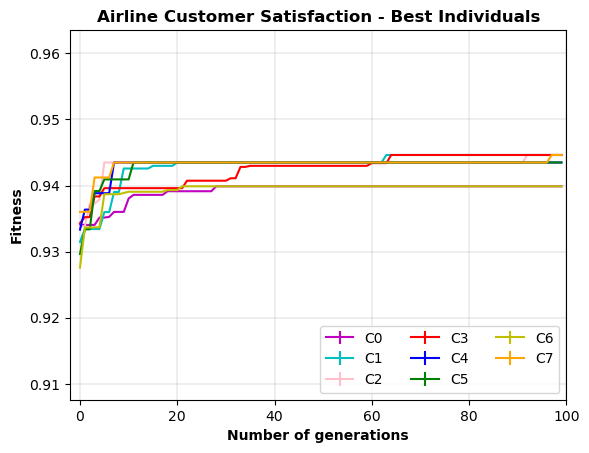 Airline Customer Satisfaction - Best Individuals
0.96
0.95
0.94
0.93
0.92
0.91
Fitness
0 20 40 60 80 100
Number of generations
C0 C3 C6
C1 C4 C7
C2 C5